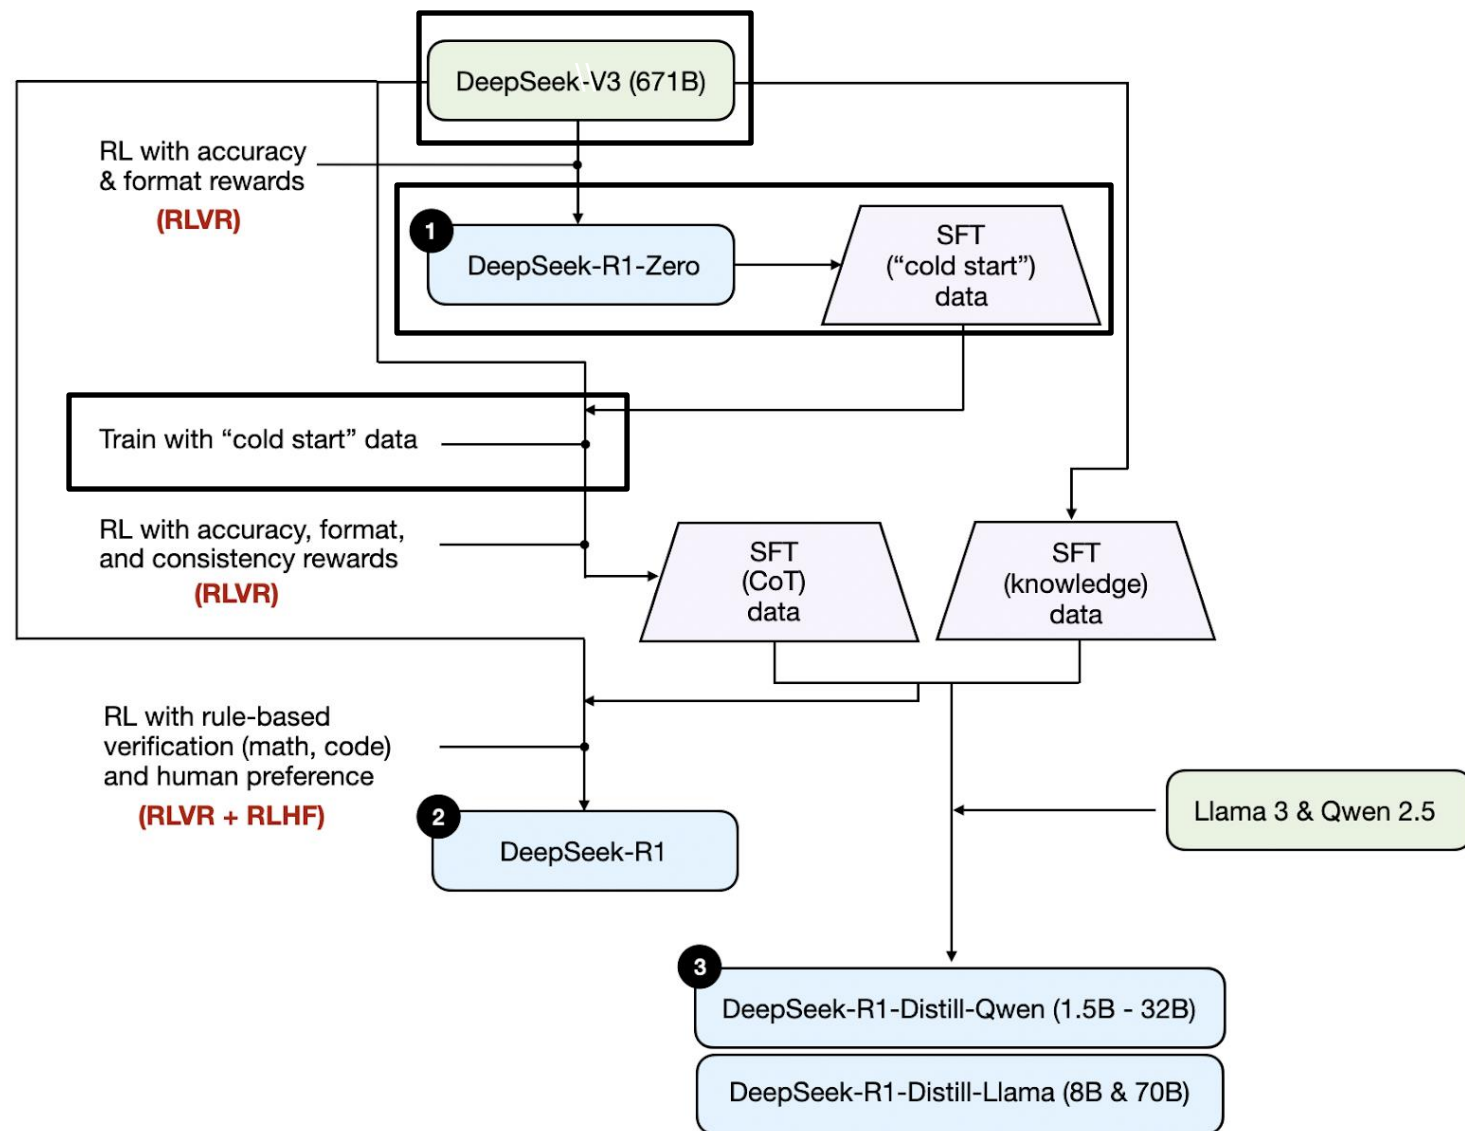 DeepSeek-V3 (671B)
RL with accuracy
& format rewards
(RLVR)
1
DeepSeek-R1-Zero
SFT
(“cold start”)
data
Train with “cold start” data
RL with accuracy, format,
and consistency rewards
(RLVR)
SFT
(CoT)
data
SFT
(knowledge)
data
RL with rule-based
verification (math, code)
and human preference
(RLVR + RLHF)
2
DeepSeek-R1
Llama 3 & Qwen 2.5
3
DeepSeek-R1-Distill-Qwen (1.5B - 32B)
DeepSeek-R1-Distill-Llama (8B & 70B)